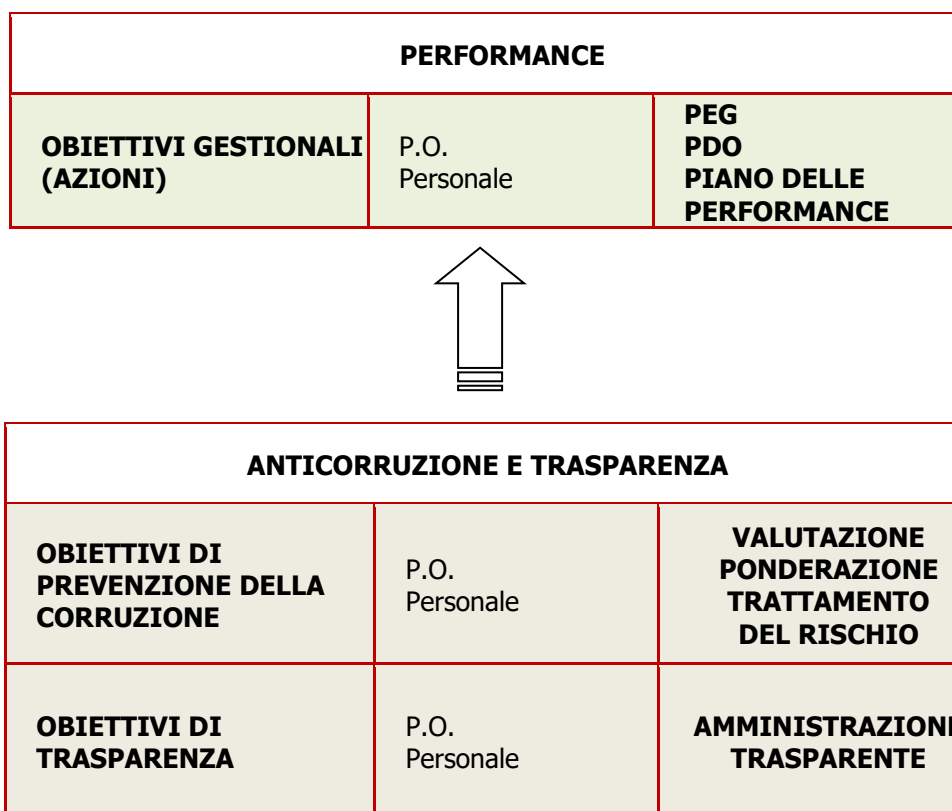 PERFORMANCE
OBIETTIVI GESTIONALI
(AZIONI)
P.O.
Personale
PEG
PDO
PIANO DELLE
PERFORMANCE
ANTICORRUZIONE E TRASPARENZA
OBIETTIVI DI
PREVENZIONE DELLA
CORRUZIONE
P.O.
Personale
VALUTAZIONE
PONDERAZIONE
TRATTAMENTO
DEL RISCHIO
OBIETTIVI DI
TRASPARENZA
P.O.
Personale
AMMINISTRAZIONE
TRASPARENTE